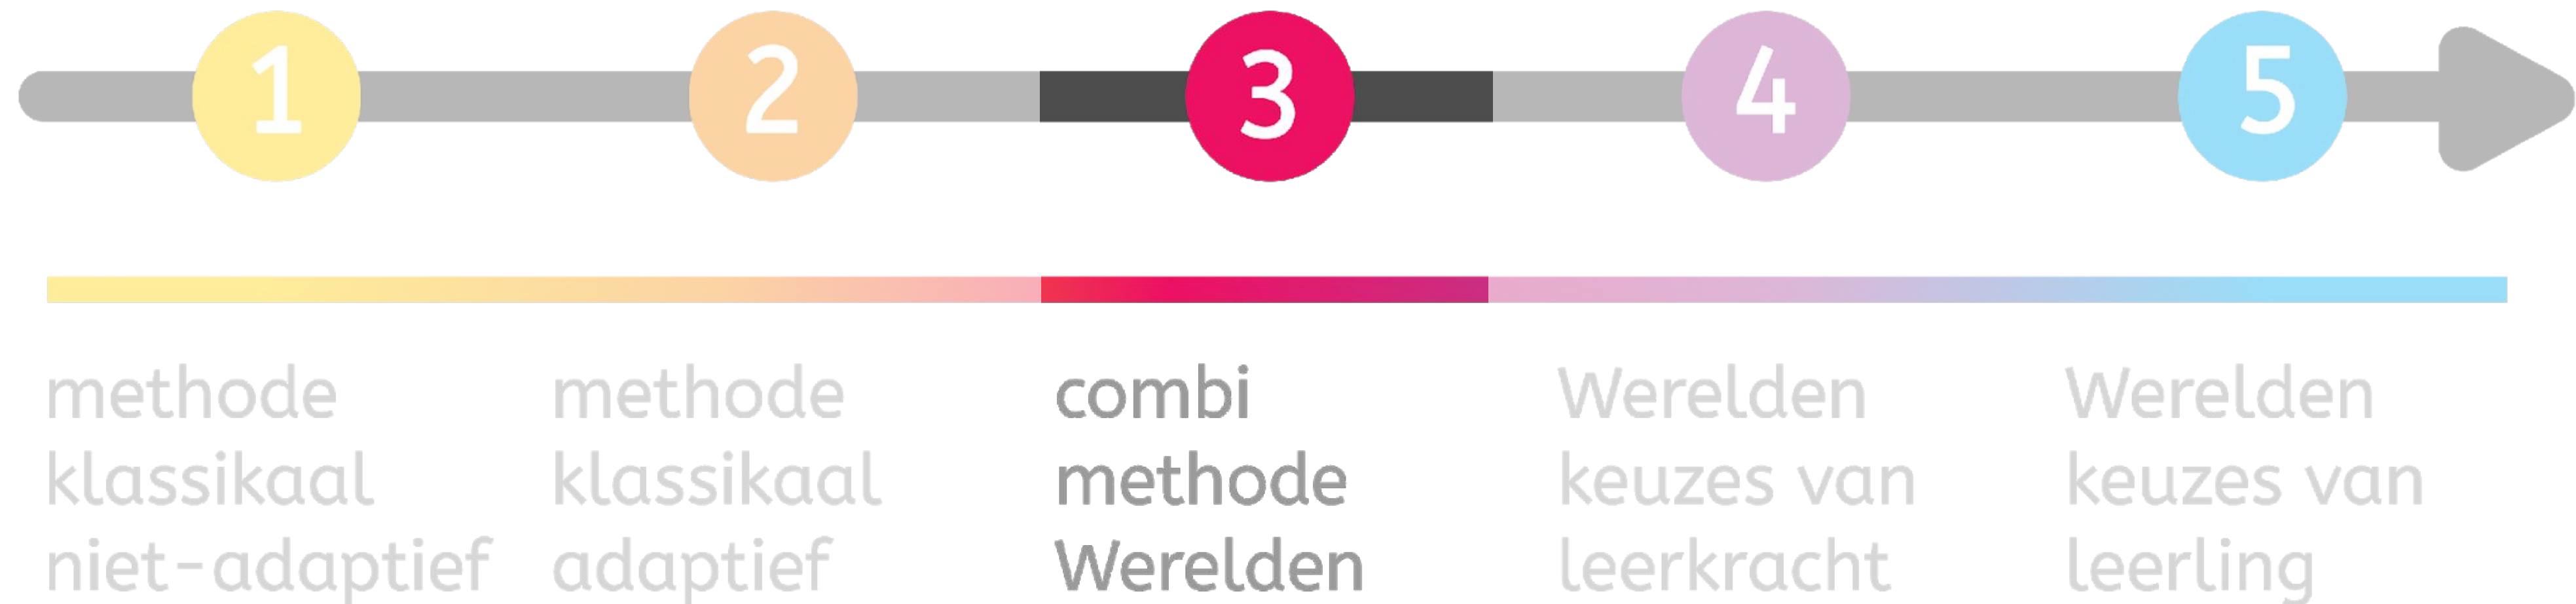 1 2 3 4 5
methode
klassikaal
niet-adaptief
methode
klassikaal
adaptief
combi
methode
Werelden
Werelden
keuzes van
leerkracht
Werelden
keuzes van
leerling